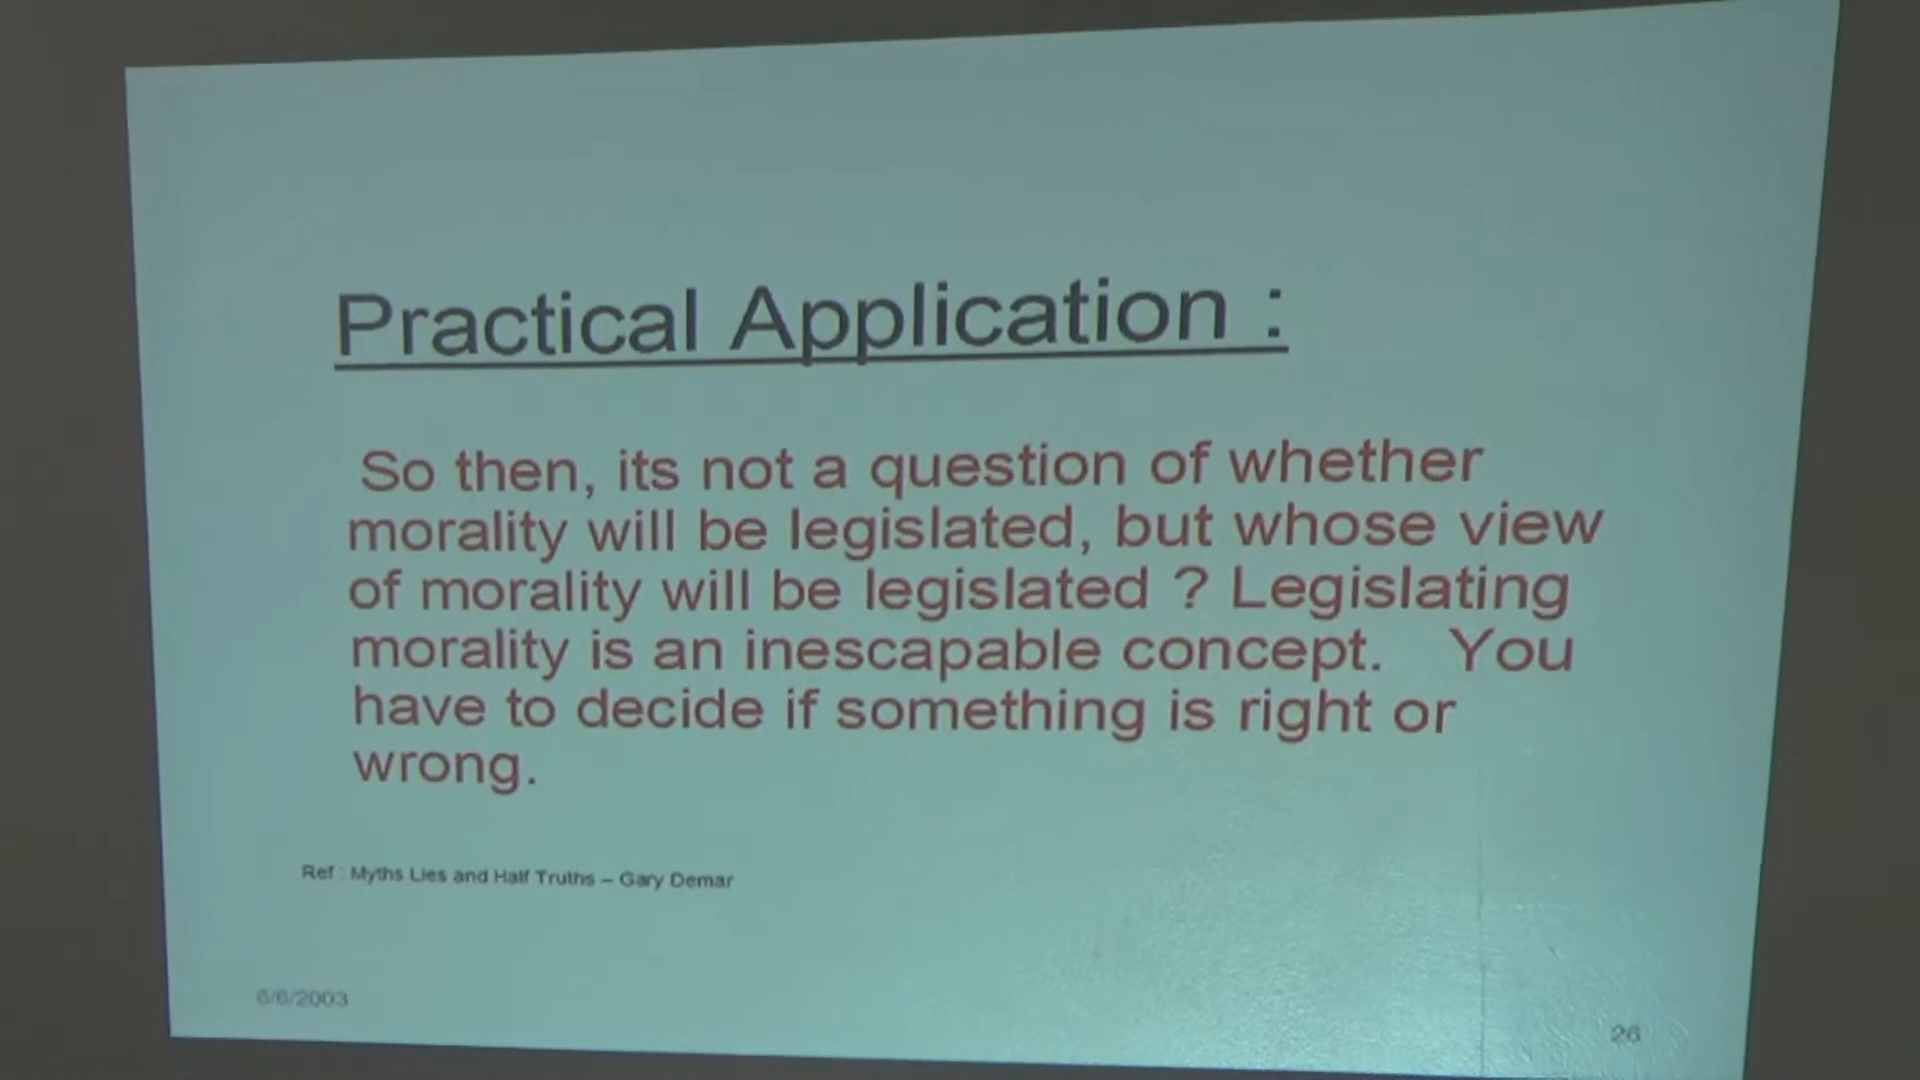 Practical Application :
So then, its not a question of whether
morality will be legislated, but whose view
of morality will be legislated ? Legislating
morality is an inescapable concept. You
have to decide if something is right or
wrong.
Ref : Myths Lies and Half Truths – Gary Demar
6/6/2003
26